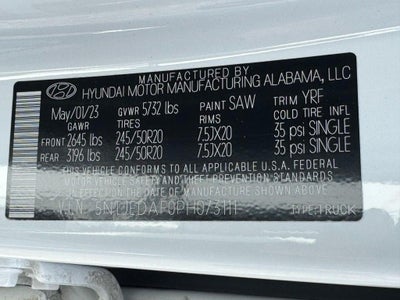 MANUFACTURED BY
HYUNDAI MOTOR MANUFACTURING ALABAMA, LLC
May/01/23 GVWR 5732 lbs PAINT SAW TRIM YRF
GAWR TIRES RIMS COLD TIRE INFL
FRONT 2645 lbs 245/50R20 7.5JX20 35 psi SINGLE
REAR 3196 lbs 245/50R20 7.5JX20 35 psi SINGLE
THIS VEHICLE CONFORMS TO ALL APPLICABLE U.S.A. FEDERAL
MOTOR VEHICLE SAFETY AND THEFT PREVENTION STANDARDS
IN EFFECT ON THE DATE OF MANUFACTURE SHOWN ABOVE.
V.I.N: TYPE:TRUCK